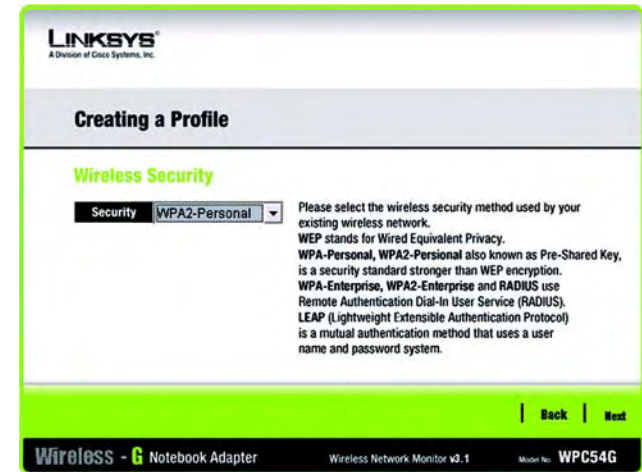 LINKSYS®
A Division of Cisco Systems, Inc.
Creating a Profile
Wireless Security
Security WPA2-Personal
Please select the wireless security method used by your
existing wireless network.
WEP stands for Wired Equivalent Privacy.
WPA-Personal, WPA2-Persional also known as Pre-Shared Key,
is a security standard stronger than WEP encryption.
WPA-Enterprise, WPA2-Enterprise and RADIUS use
Remote Authentication Dial-In User Service (RADIUS).
LEAP (Lightweight Extensible Authentication Protocol)
is a mutual authentication method that uses a user
name and password system.
Back Next
Wireless - G Notebook Adapter Wireless Network Monitor v3.1 Model No. WPC54G